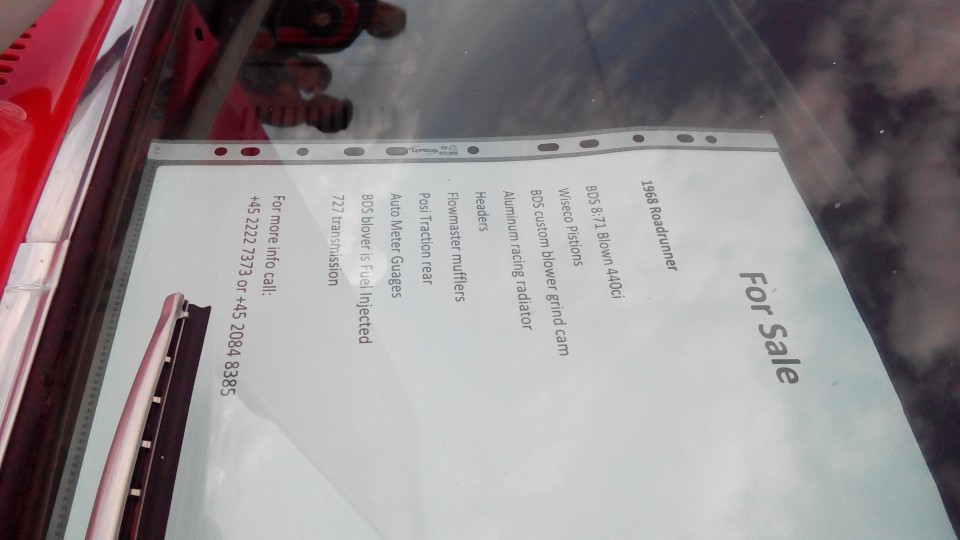 For Sale
1968 Roadrunner
BDS 8:71 Blown 440ci
Wiseco Pistions
BDS custom blower grind cam
Aluminum racing radiator
Headers
Flowmaster mufflers
Posi Traction rear
Auto Meter Guages
BDS blover is Fuel Injected
727 transmission
For more info call:
+45 2222 7373 or +45 2084 8385